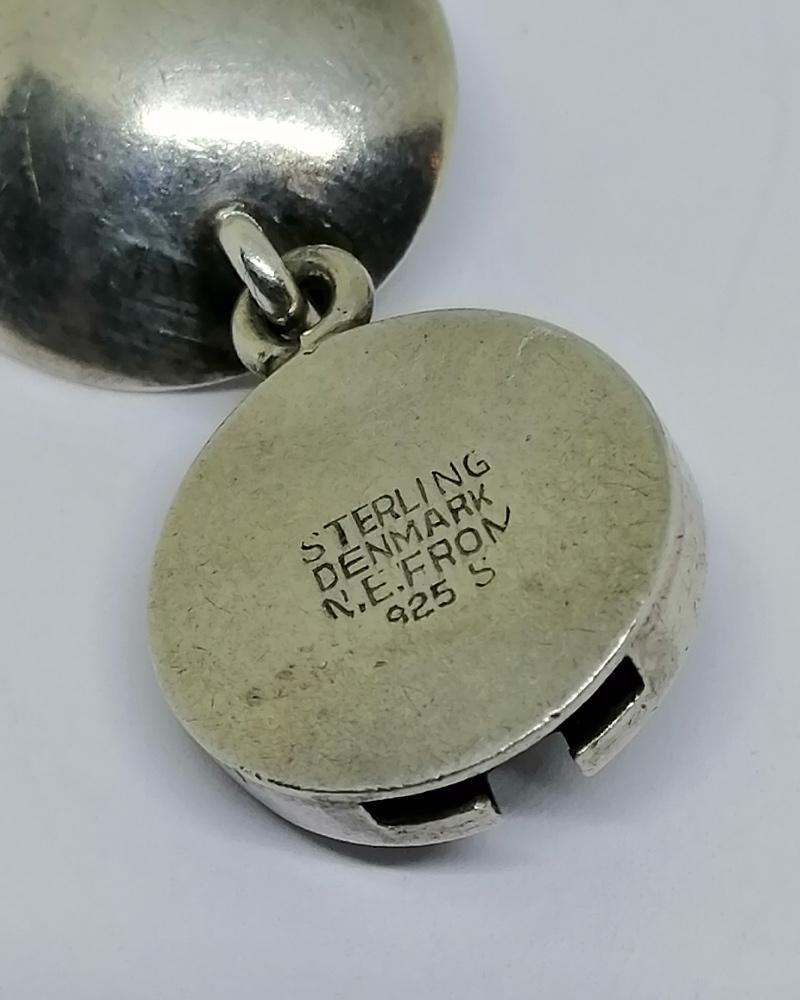 STERLING
DENMARK
N.E.FROM
925 S